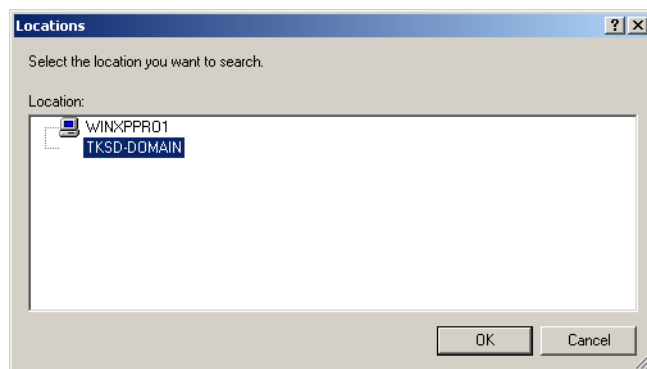 Locations
Select the location you want to search.
Location:
WINXPPRO1
TKSD-DOMAIN
OK Cancel